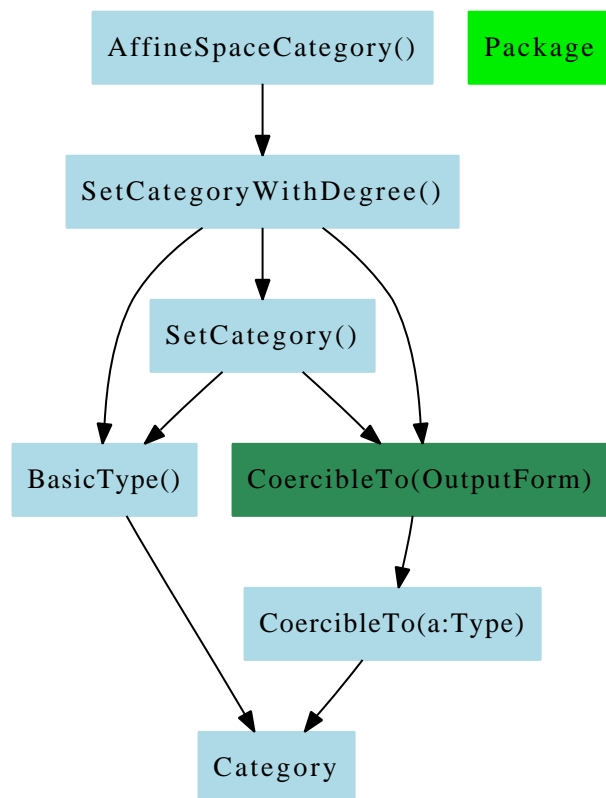 AffineSpaceCategory()
Package
SetCategoryWithDegree()
SetCategory()
BasicType()
CoercibleTo(OutputForm)
CoercibleTo(a:Type)
Category